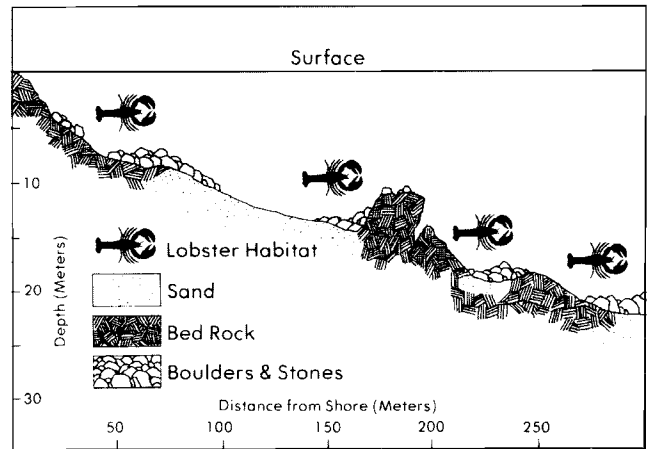 Surface
10
20
30
Depth (Meters)
Lobster Habitat
Sand
Bed Rock
Boulders & Stones
Distance from Shore (Meters)
50 100 150 200 250